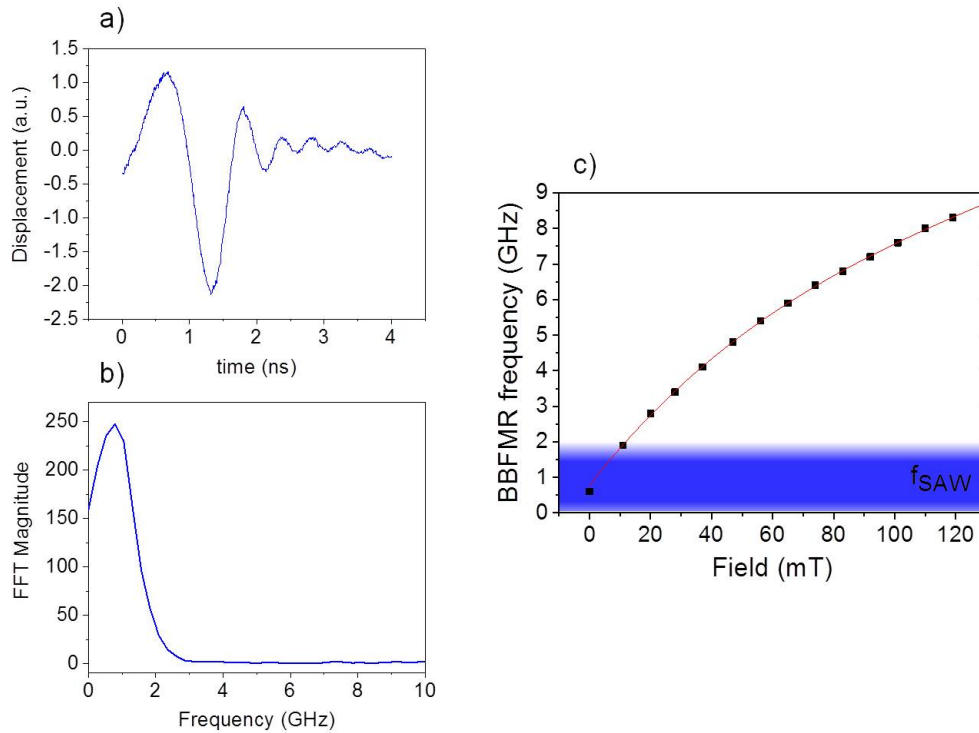 a)
1.5
1.0
0.5
0.0
-0.5
-1.0
-1.5
-2.0
-2.5
Displacement (a.u.)
0 1 2 3 4
time (ns)
b)
250
200
150
100
50
0
FFT Magnitude
0 2 4 6 8 10
Frequency (GHz)
c)
9
8
7
6
5
4
3
2
1
0
BBFMR frequency (GHz)
fSAW
0 20 40 60 80 100 120
Field (mT)